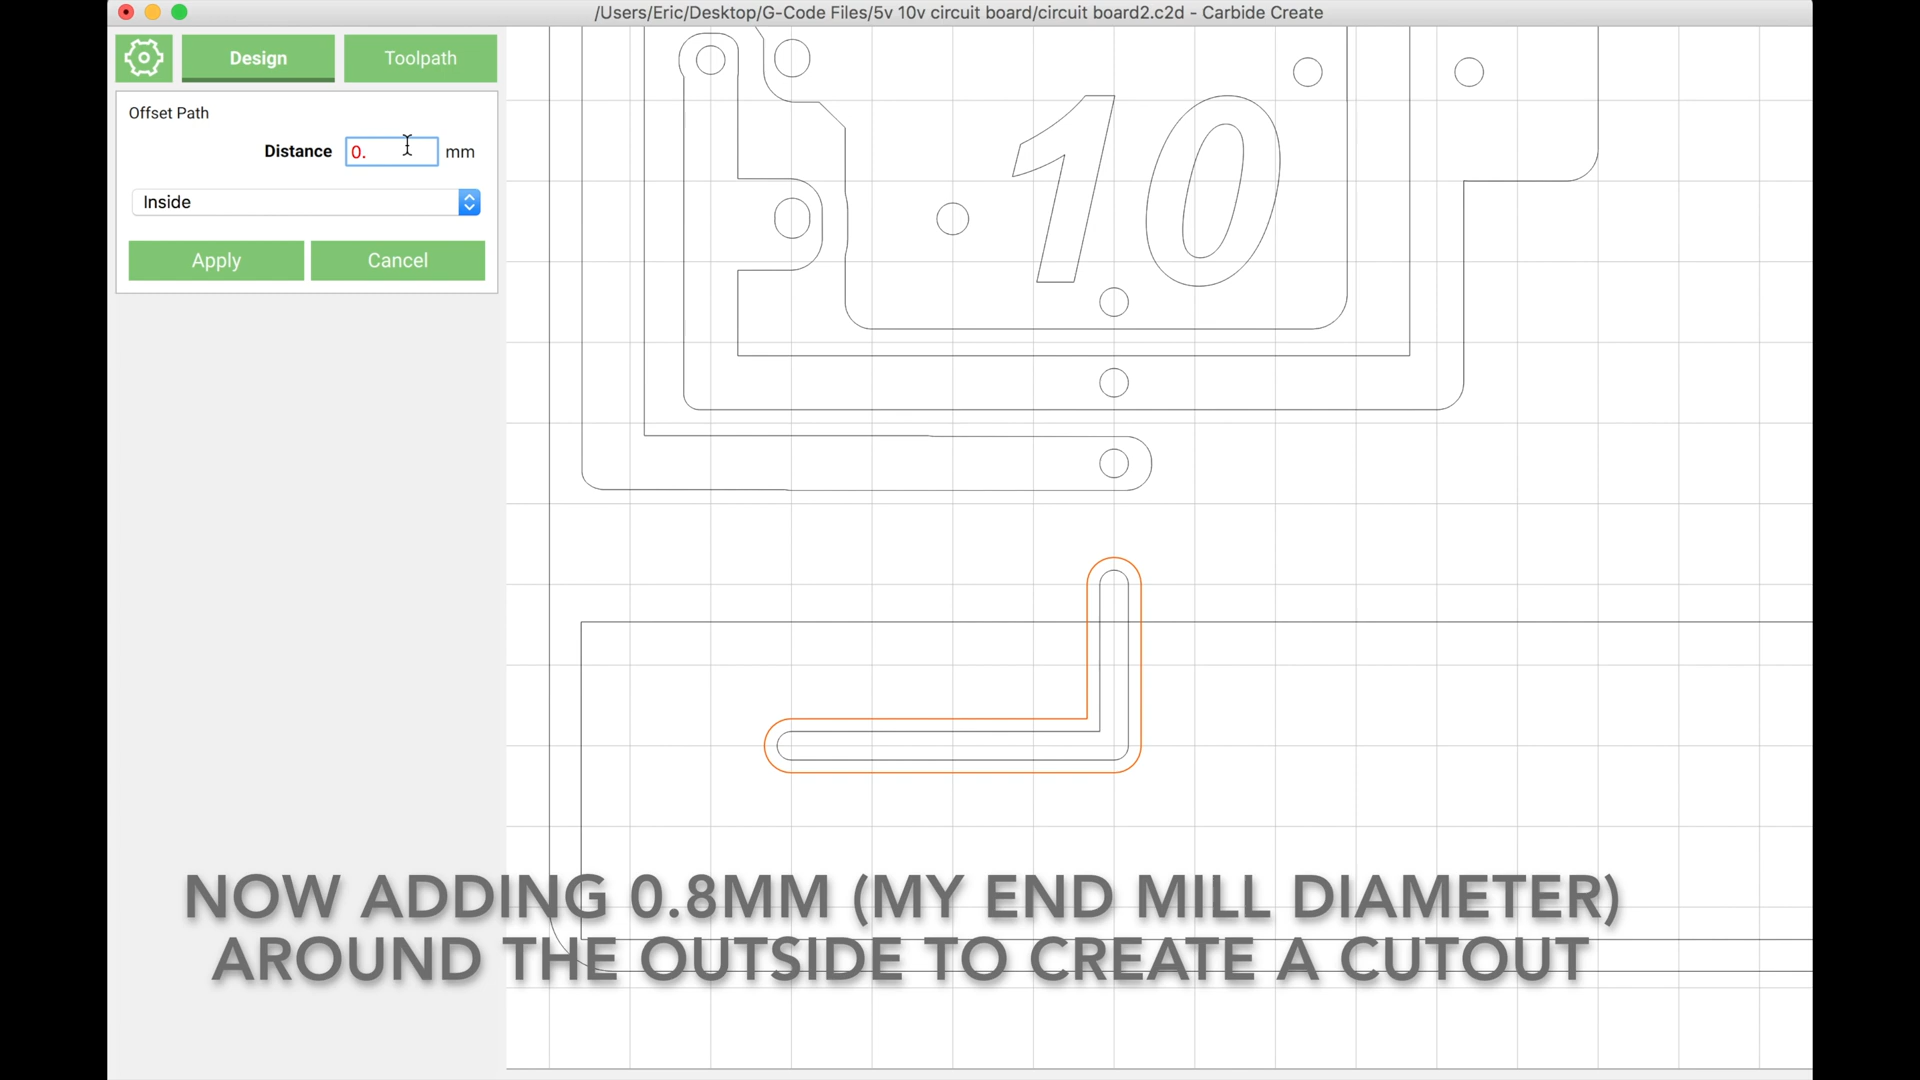 /Users/Eric/Desktop/G-Code Files/5v 10v circuit board/circuit board2.c2d - Carbide Create
Design
Toolpath
Offset Path
Distance 0. mm
Inside
Apply
Cancel
10
NOW ADDING 0.8MM (MY END MILL DIAMETER)
AROUND THE OUTSIDE TO CREATE A CUTOUT